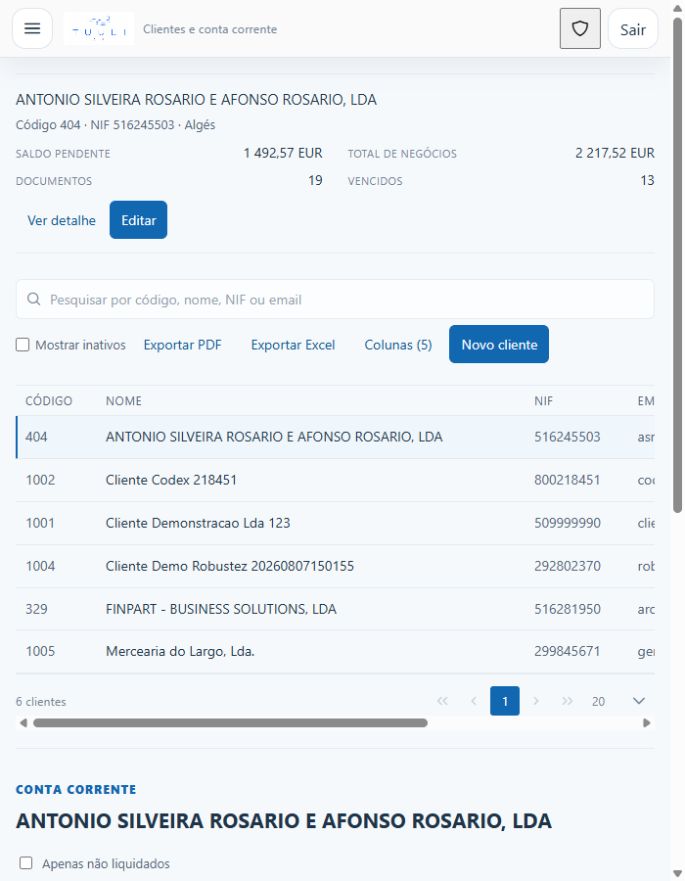 Clientes e conta corrente
Sair
ANTONIO SILVEIRA ROSARIO E AFONSO ROSARIO, LDA
Código 404 · NIF 516245503 · Algés
SALDO PENDENTE 1 492,57 EUR TOTAL DE NEGÓCIOS 2 217,52 EUR
DOCUMENTOS 19 VENCIDOS 13
Ver detalhe Editar
Pesquisar por código, nome, NIF ou email
Mostrar inativos Exportar PDF Exportar Excel Colunas (5) Novo cliente
CÓDIGO NOME NIF EM
404 ANTONIO SILVEIRA ROSARIO E AFONSO ROSARIO, LDA 516245503
1002 Cliente Codex 218451 800218451
1001 Cliente Demonstracao Lda 123 509999990
1004 Cliente Demo Robustez 20260807150155 292802370 rob
329 FINPART - BUSINESS SOLUTIONS, LDA 516281950
1005 Mercearia do Largo, Lda. 299845671
6 clientes 1 20
CONTA CORRENTE
ANTONIO SILVEIRA ROSARIO E AFONSO ROSARIO, LDA
Apenas não liquidados